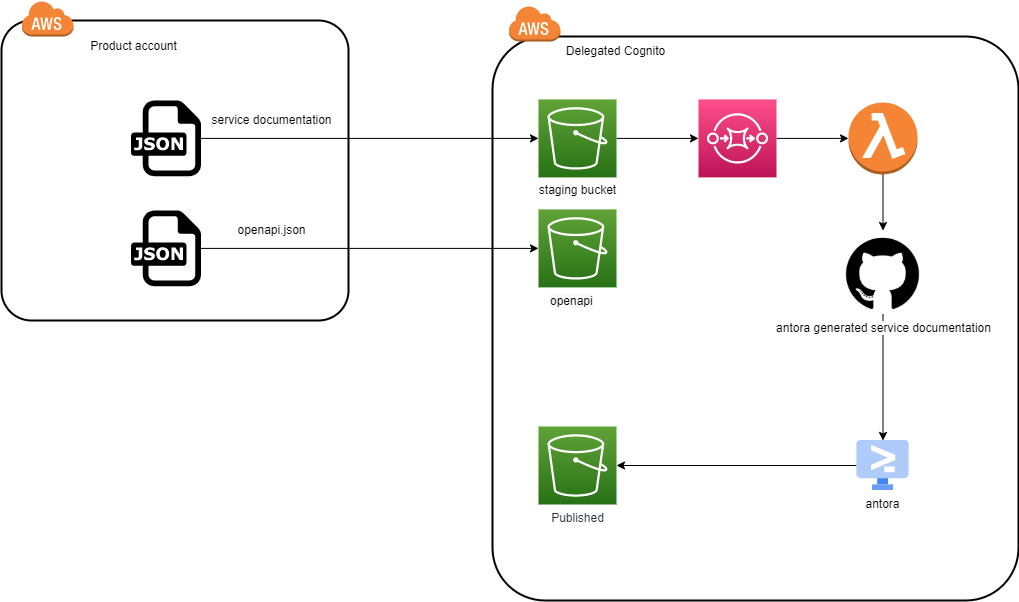 AWS
Product account
JSON
service documentation
JSON
openapi.json
AWS
Delegated Cognito
staging bucket
openapi
antora generated service documentation
antora
Published